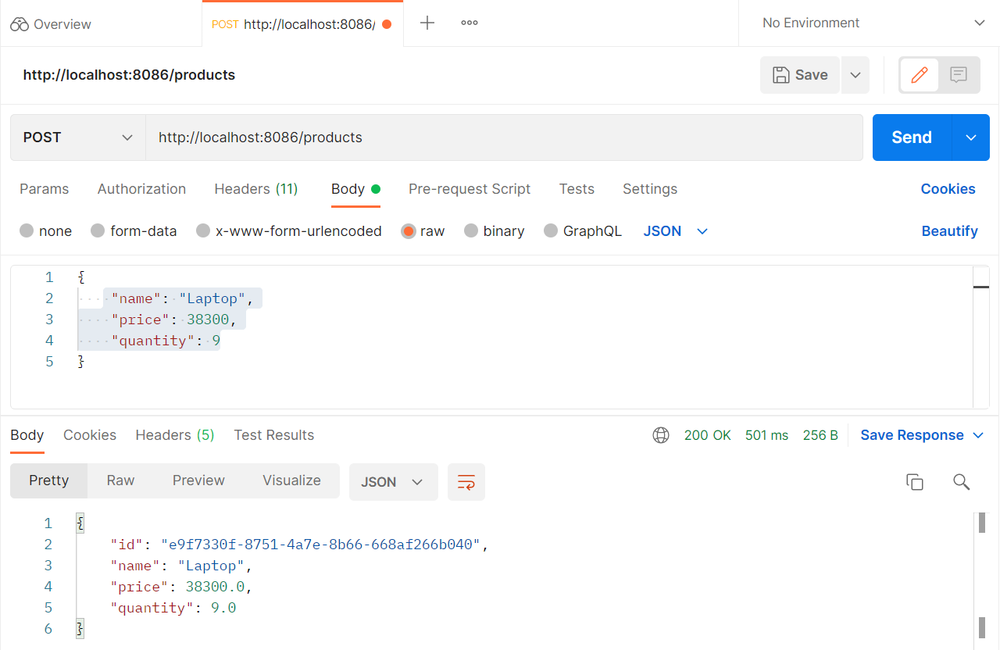 Overview
POST http://localhost:8086/
No Environment
http://localhost:8086/products
Save
POST
http://localhost:8086/products
Send
Params Authorization Headers (11) Body Pre-request Script Tests Settings Cookies
none form-data x-www-form-urlencoded raw binary GraphQL JSON Beautify
1 {
2 "name": "Laptop",
3 "price": 38300,
4 "quantity": 9
5 }
Body Cookies Headers (5) Test Results 200 OK 501 ms 256 B Save Response
Pretty Raw Preview Visualize JSON
1 {
2 "id": "e9f7330f-8751-4a7e-8b66-668af266b040",
3 "name": "Laptop",
4 "price": 38300.0,
5 "quantity": 9.0
6 }